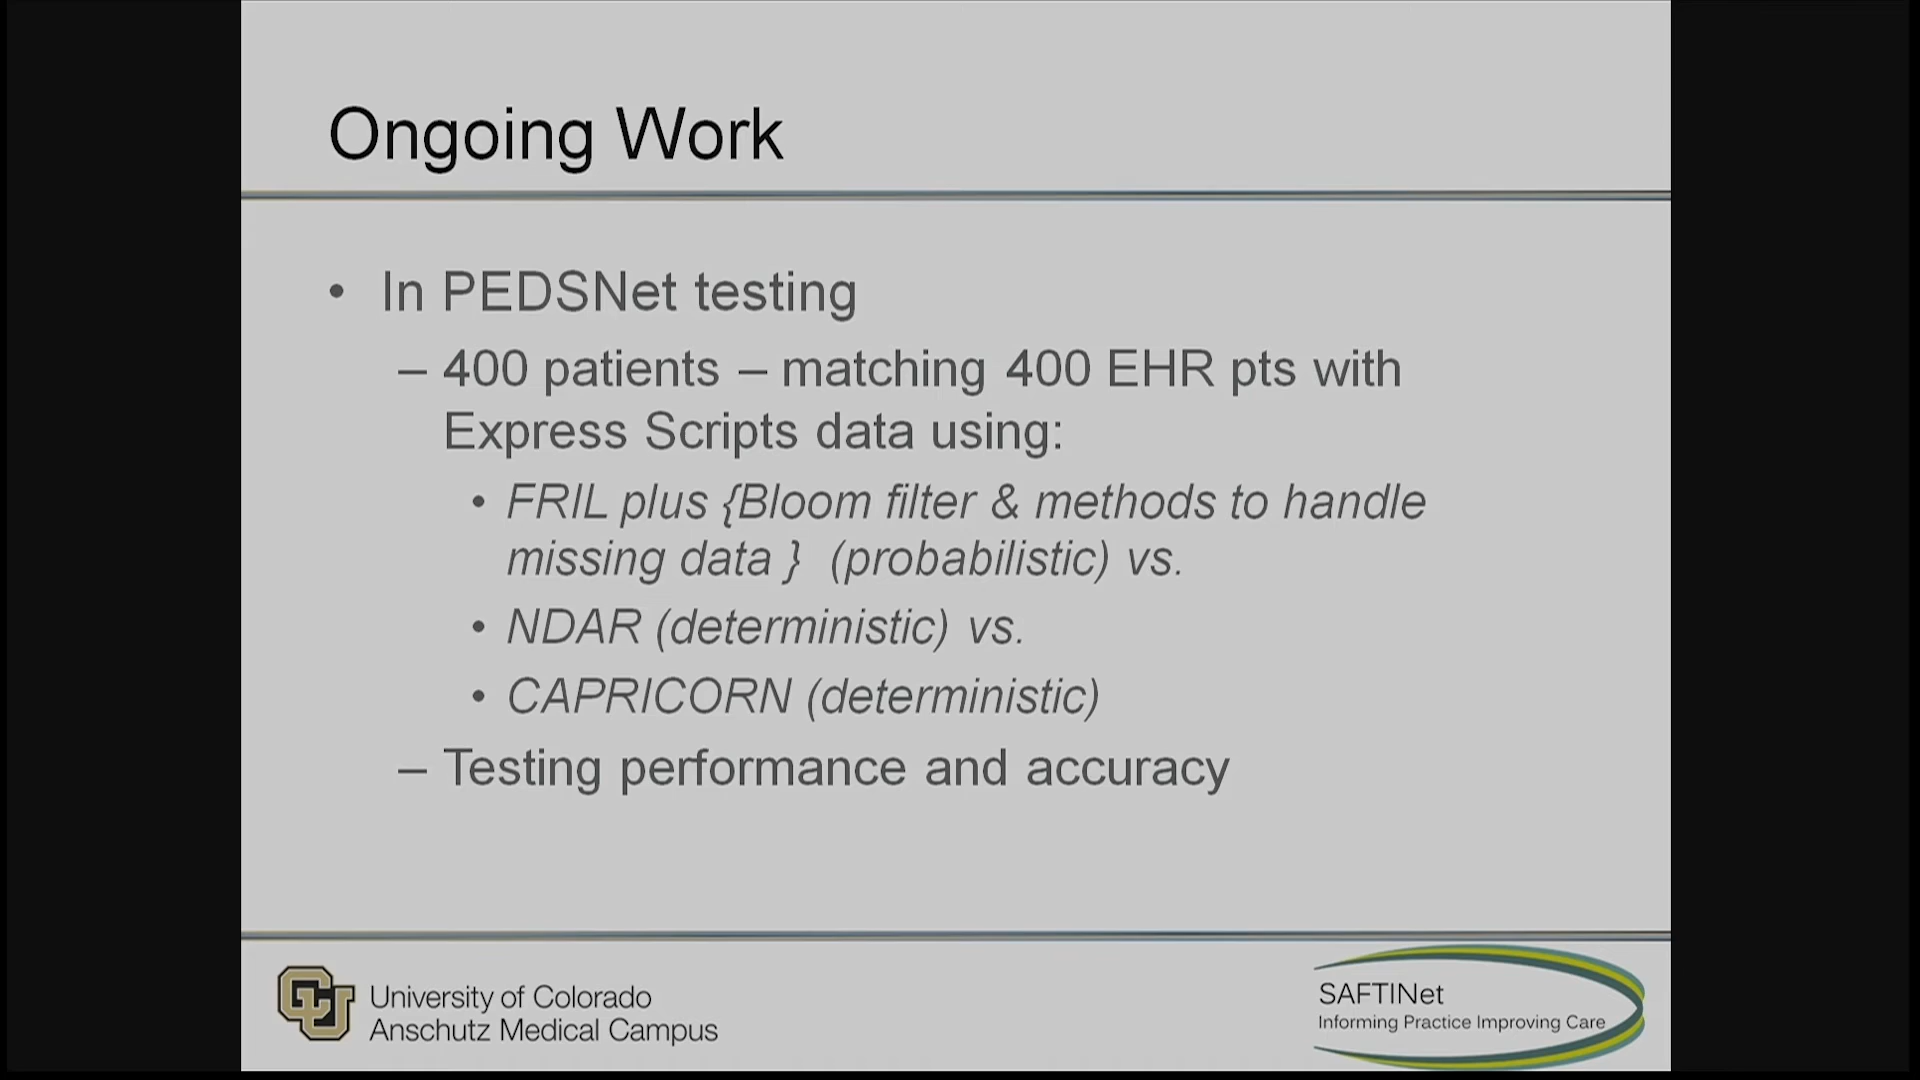 Ongoing Work
• In PEDSNet testing
– 400 patients – matching 400 EHR pts with
Express Scripts data using:
• FRIL plus {Bloom filter & methods to handle
missing data } (probabilistic) vs.
• NDAR (deterministic) vs.
• CAPRICORN (deterministic)
– Testing performance and accuracy
CU
University of Colorado
Anschutz Medical Campus
SAFTINet
Informing Practice Improving Care